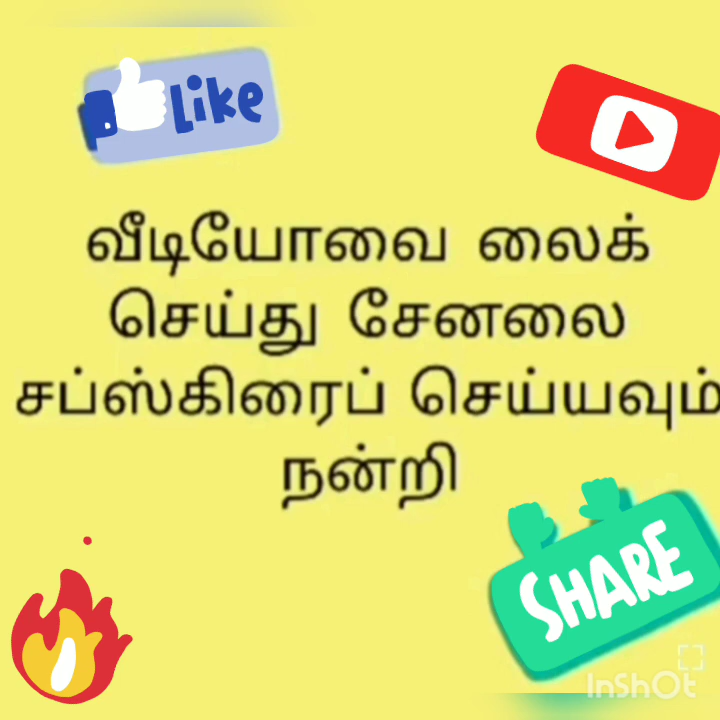 Like
வீடியோவை லைக்
செய்து சேனலை
சப்ஸ்கிரைப் செய்யவும்
நன்றி
SHARE
InShOt